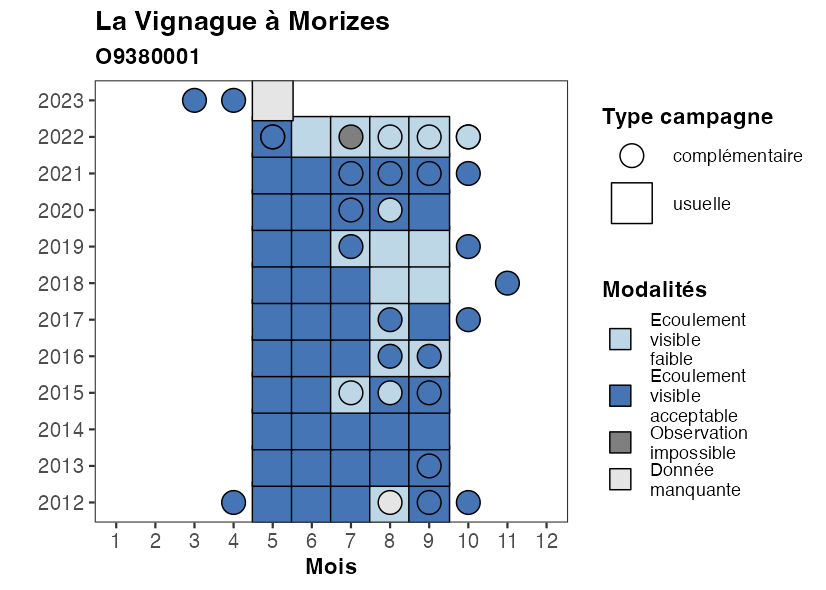 La Vignague à Morizes
O9380001
2023
2022
2021
2020
2019
2018
2017
2016
2015
2014
2013
2012
1 2 3 4 5 6 7 8 9 10 11 12
Mois
Type campagne
complémentaire
usuelle
Modalités
Ecoulement
visible
faible
Ecoulement
visible
acceptable
Observation
impossible
Donnée
manquante